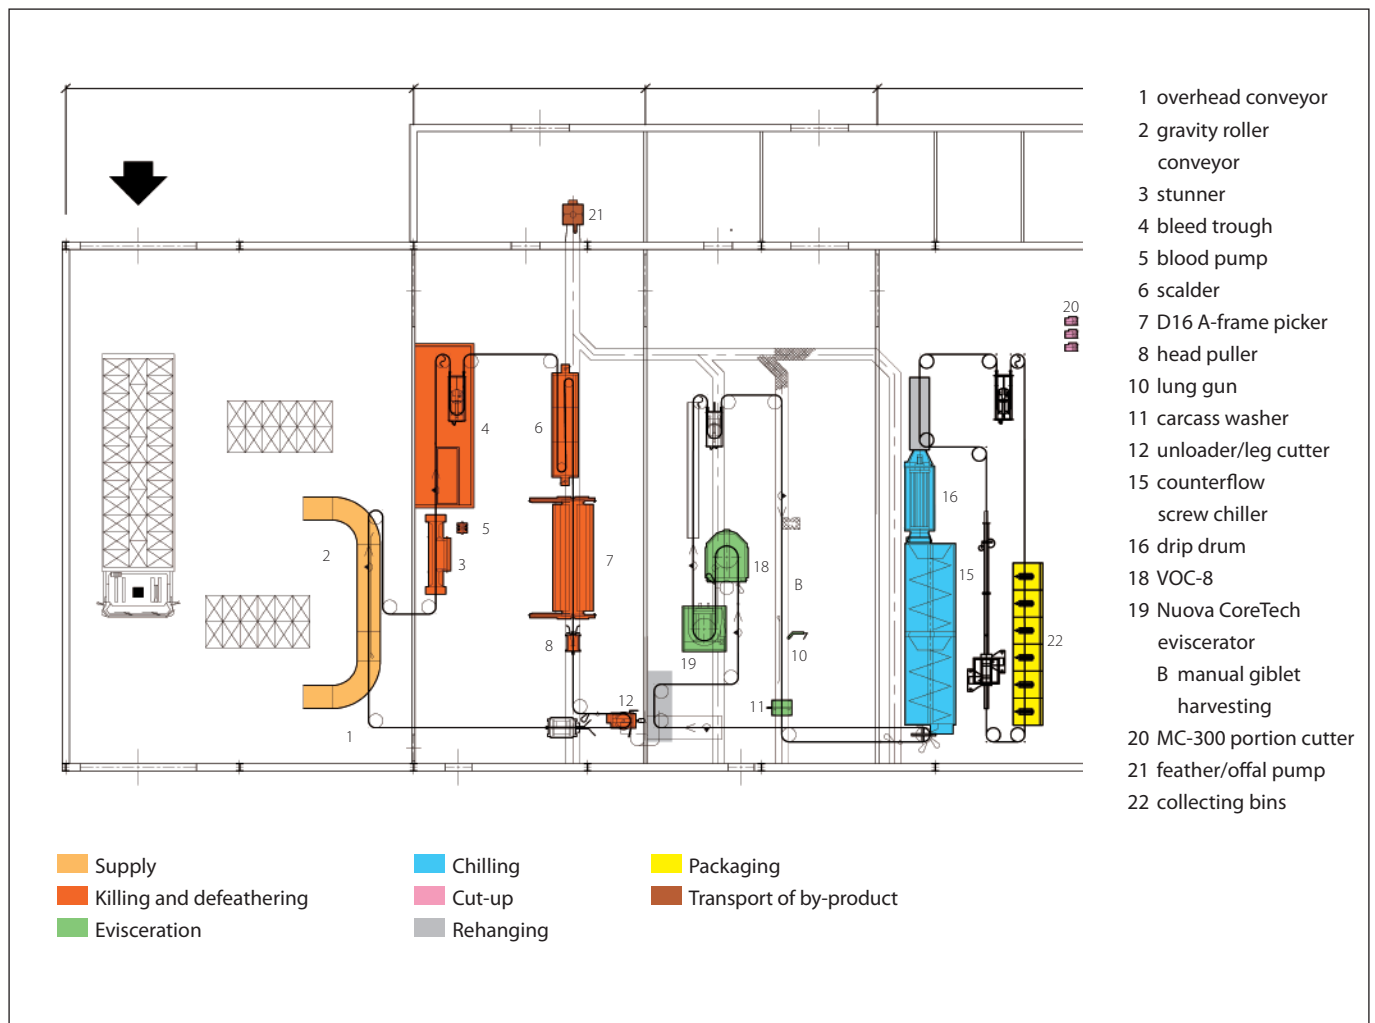 1 overhead conveyor
2 gravity roller
conveyor
3 stunner
4 bleed trough
5 blood pump
6 scalder
7 D16 A-frame picker
8 head puller
10 lung gun
11 carcass washer
12 unloader/leg cutter
15 counterflow
screw chiller
16 drip drum
18 VOC-8
19 Nuova CoreTech
eviscerator
B manual giblet
harvesting
20 MC-300 portion cutter
21 feather/offal pump
22 collecting bins
21
20
4
6
16
5
2
3
7
18
15
B
8
19
10
22
12
11
1
Supply
Killing and defeathering
Evisceration
Chilling
Cut-up
Rehanging
Packaging
Transport of by-product